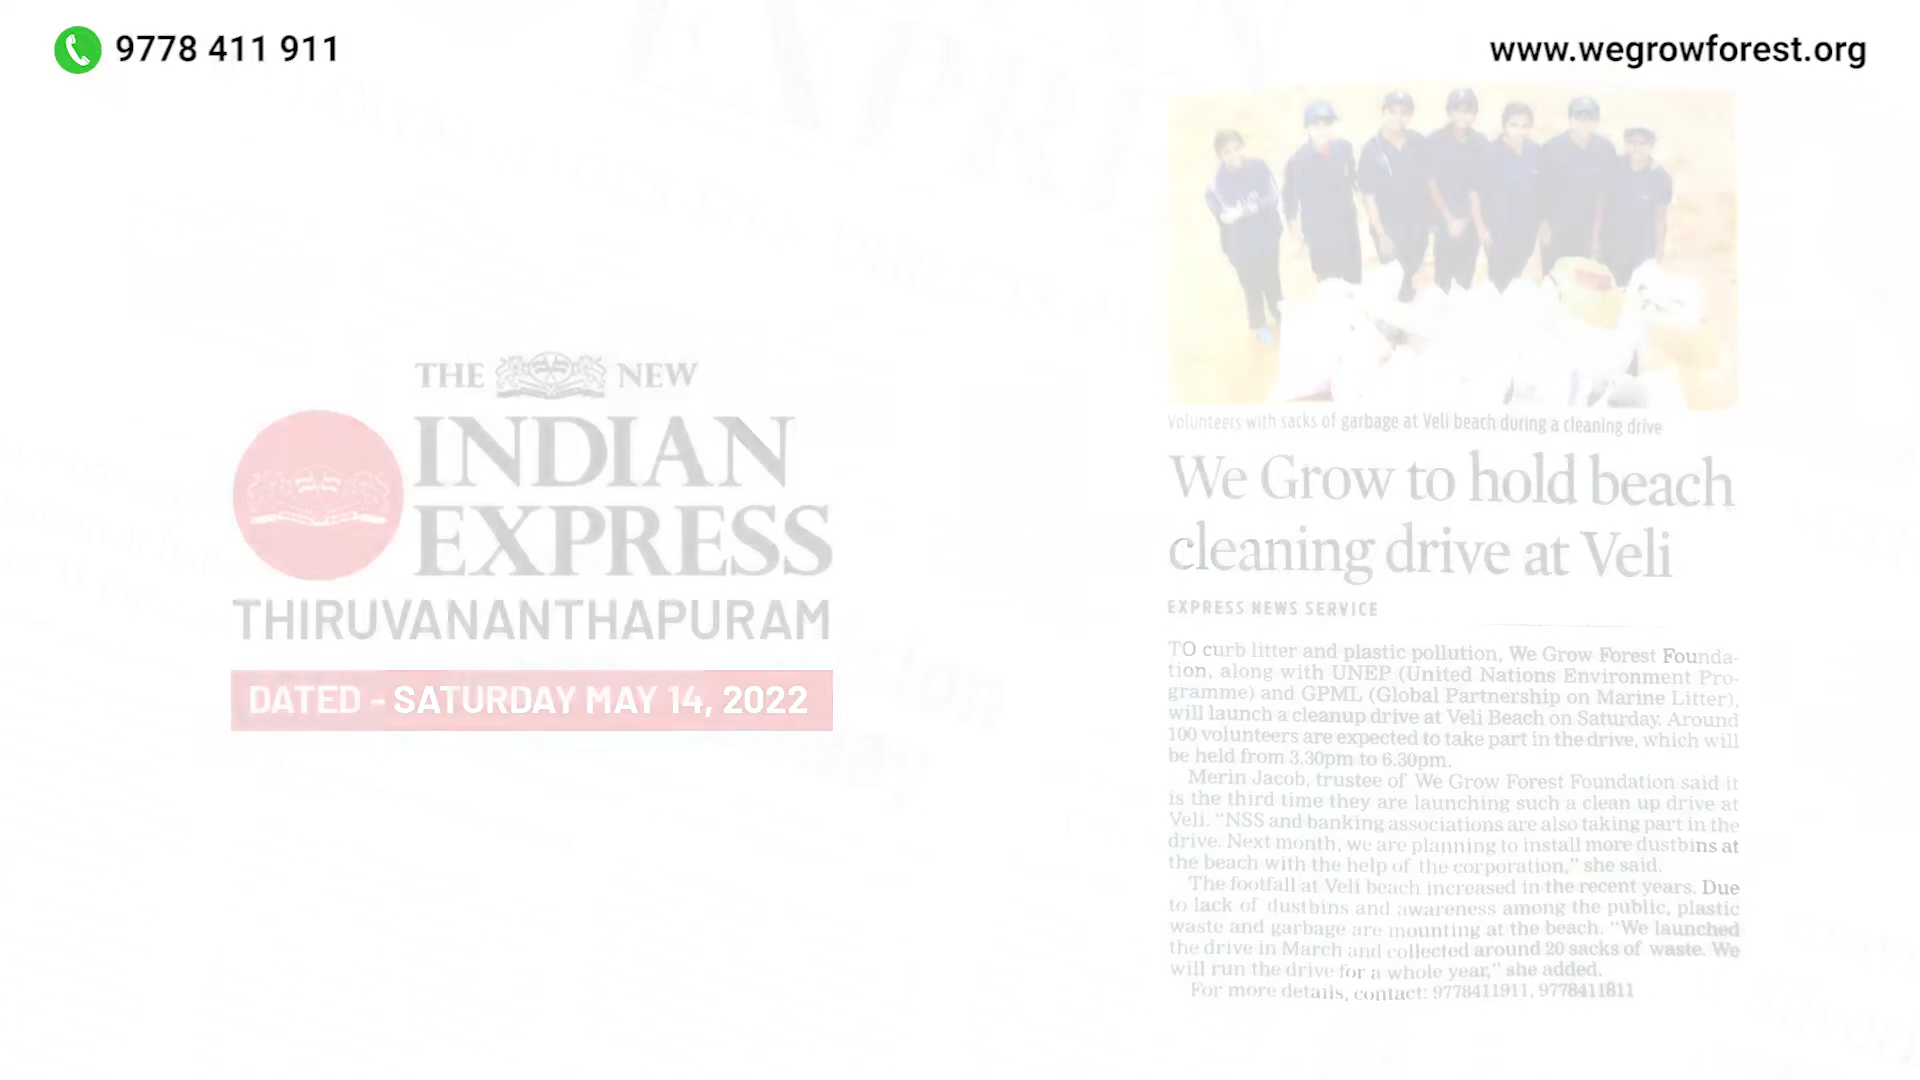 9778 411 911
www.wegrowforest.org
THE NEW
INDIAN
EXPRESS
THIRUVANANTHAPURAM
DATED - SATURDAY MAY 14, 2022
Volunteers with sacks of garbage at Veli beach during a cleaning drive
We Grow to hold beach
cleaning drive at Veli
EXPRESS NEWS SERVICE
TO curb litter and plastic pollution, We Grow Forest Founda-
tion, along with UNEP (United Nations Environment Pro-
gramme) and GPML (Global Partnership on Marine Litter),
will launch a cleanup drive at Veli Beach on Saturday. Around
100 volunteers are expected to take part in the drive, which will
be held from 3.30pm to 6.30pm.
Merin Jacob, trustee of We Grow Forest Foundation said it
is the third time they are launching such a clean up drive at
Veli. "NSS and banking associations are also taking part in the
drive. Next month, we are planning to install more dustbins at
the beach with the help of the corporation," she said.
The footfall at Veli beach increased in the recent years. Due
to lack of dustbins and awareness among the public, plastic
waste and garbage are mounting at the beach. "We launched
the drive in March and collected around 20 sacks of waste. We
will run the drive for a whole year," she added.
For more details, contact: 9778411911, 9778411811